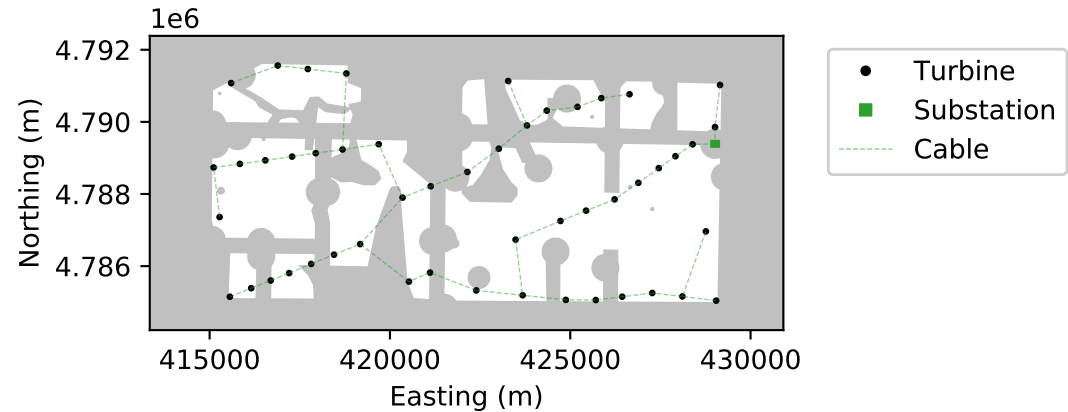 1e6
4.792
4.790
4.788
4.786
Northing (m)
415000
420000
425000
430000
Easting (m)
Turbine
Substation
Cable